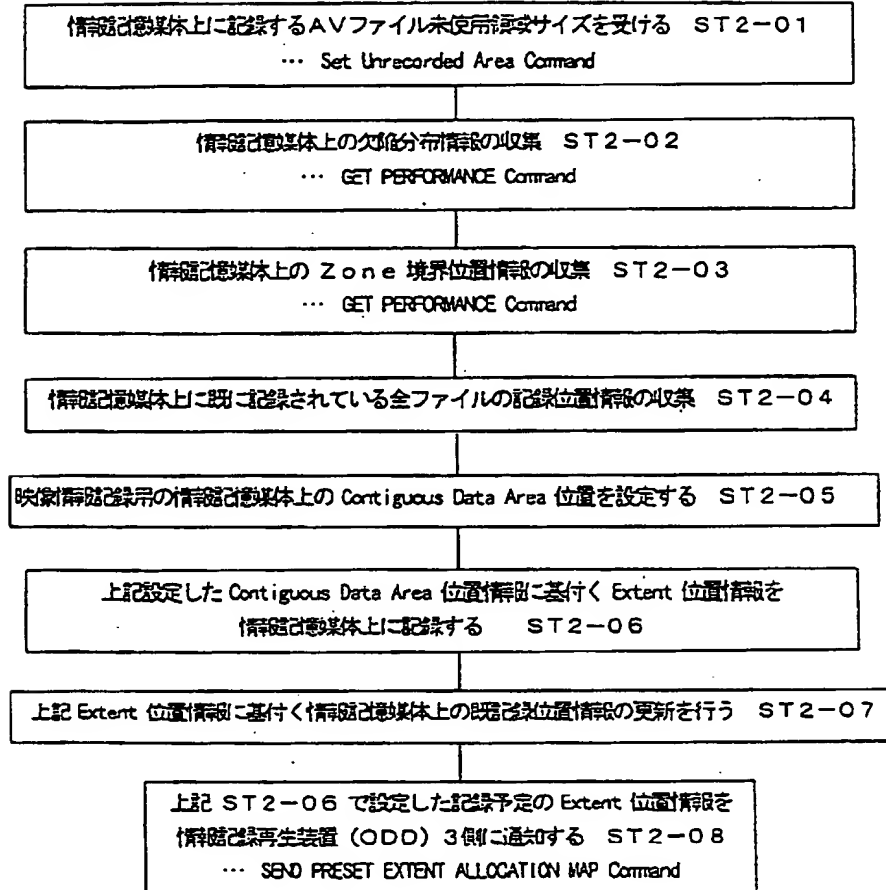 情報記憶媒体上に記録するAVファイル未使用領域サイズを受ける ST2-01
… Set Unrecorded Area Command
情報記憶媒体上の欠陥分布情報の収集 ST2-02
… GET PERFORMANCE Command
情報記憶媒体上の Zone 境界位置情報の収集 ST2-03
… GET PERFORMANCE Command
情報記憶媒体上に既に記録されている全ファイルの記録位置情報の収集 ST2-04
映像情報記録用の情報記憶媒体上の Contiguous Data Area 位置を設定する ST2-05
上記設定した Contiguous Data Area 位置情報に基付く Extent 位置情報を
情報記憶媒体上に記録する ST2-06
上記 Extent 位置情報に基付く情報記憶媒体上の既記録位置情報の更新を行う ST2-07
上記 ST2-06 で設定した記録予定の Extent 位置情報を
情報記録再生装置(ODD)3側に通知する ST2-08
… SEND PRESET EXTENT ALLOCATION MAP Command